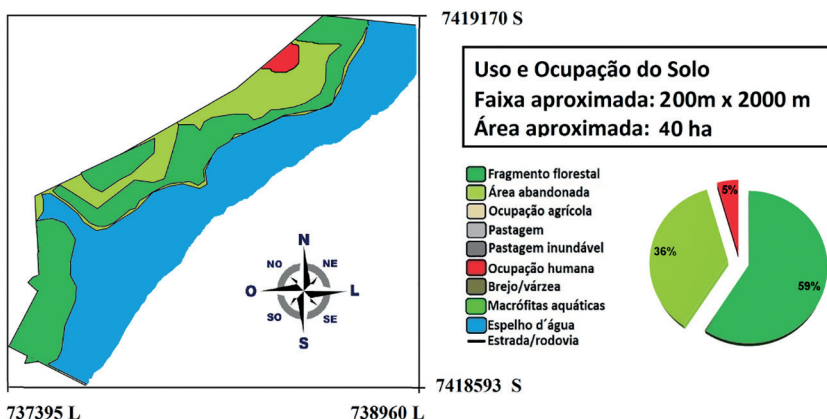 7419170 S
Uso e Ocupação do Solo
Faixa aproximada: 200m x 2000 m
Área aproximada: 40 ha
Fragmento florestal
Área abandonada
Ocupação agrícola
Pastagem
Pastagem inundável
Ocupação humana
Brejo/várzea
Macrófitas aquáticas
Espelho d´água
Estrada/rodovia
5%
36%
59%
N
NO NE
O L
SO SE
S
7418593 S
737395 L 738960 L